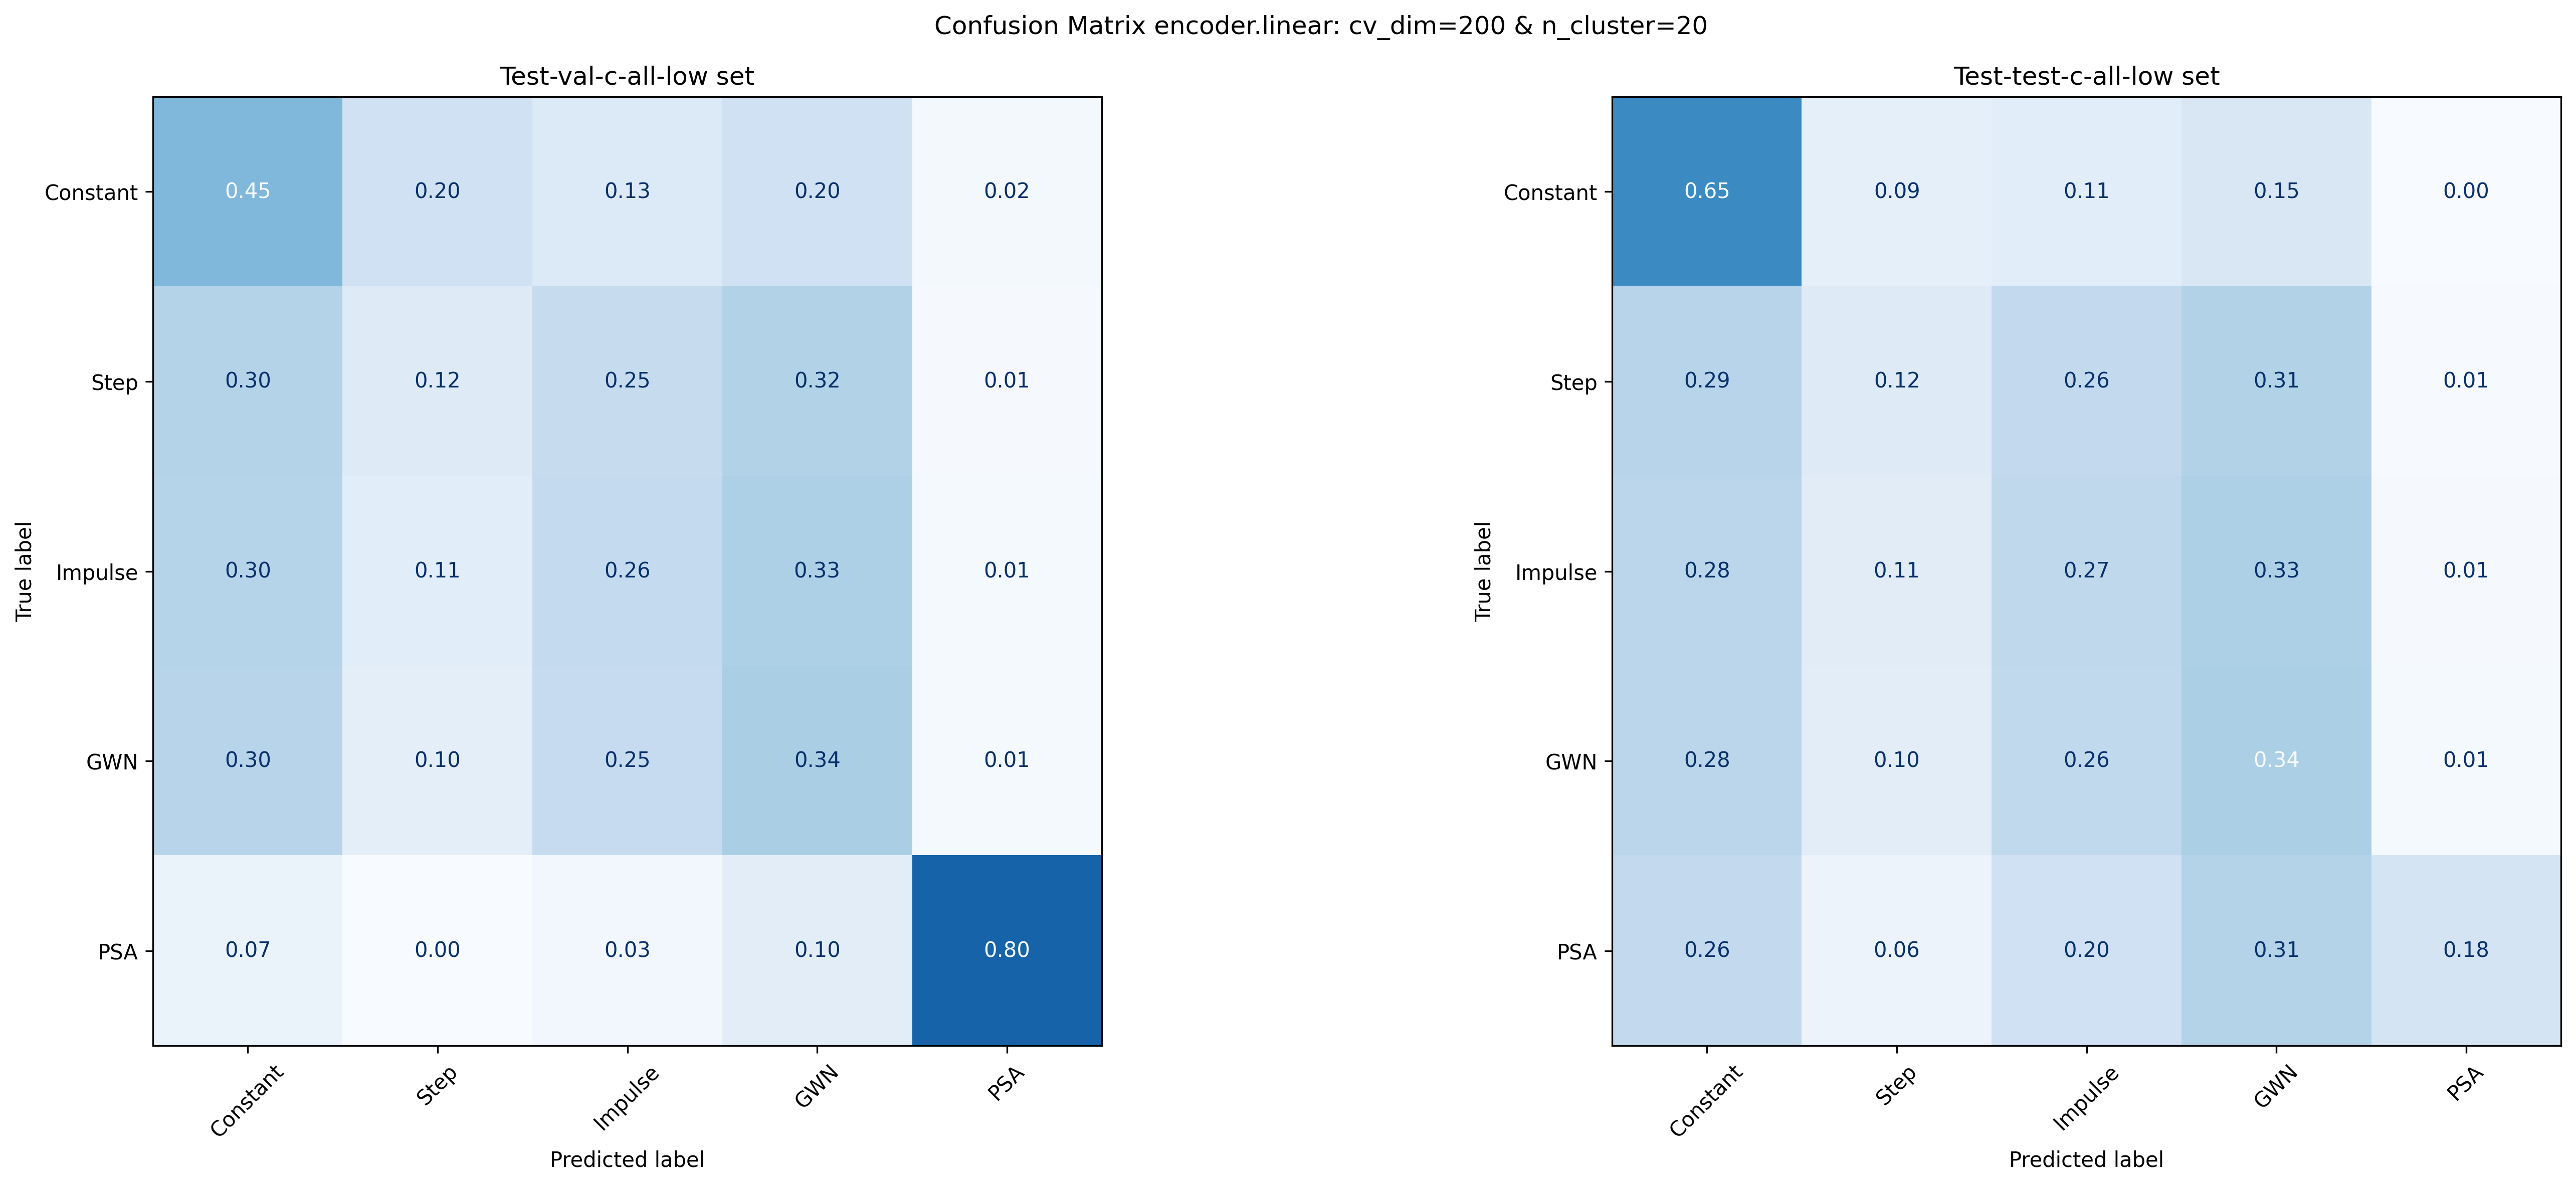 Confusion Matrix encoder.linear: cv_dim=200 & n_cluster=20
Test-val-c-all-low set
True label
Constant 0.45 0.20 0.13 0.20 0.02
Step 0.30 0.12 0.25 0.32 0.01
Impulse 0.30 0.11 0.26 0.33 0.01
GWN 0.30 0.10 0.25 0.34 0.01
PSA 0.07 0.00 0.03 0.10 0.80
Constant Step Impulse GWN PSA
Predicted label
Test-test-c-all-low set
True label
Constant 0.65 0.09 0.11 0.15 0.00
Step 0.29 0.12 0.26 0.31 0.01
Impulse 0.28 0.11 0.27 0.33 0.01
GWN 0.28 0.10 0.26 0.34 0.01
PSA 0.26 0.06 0.20 0.31 0.18
Constant Step Impulse GWN PSA
Predicted label